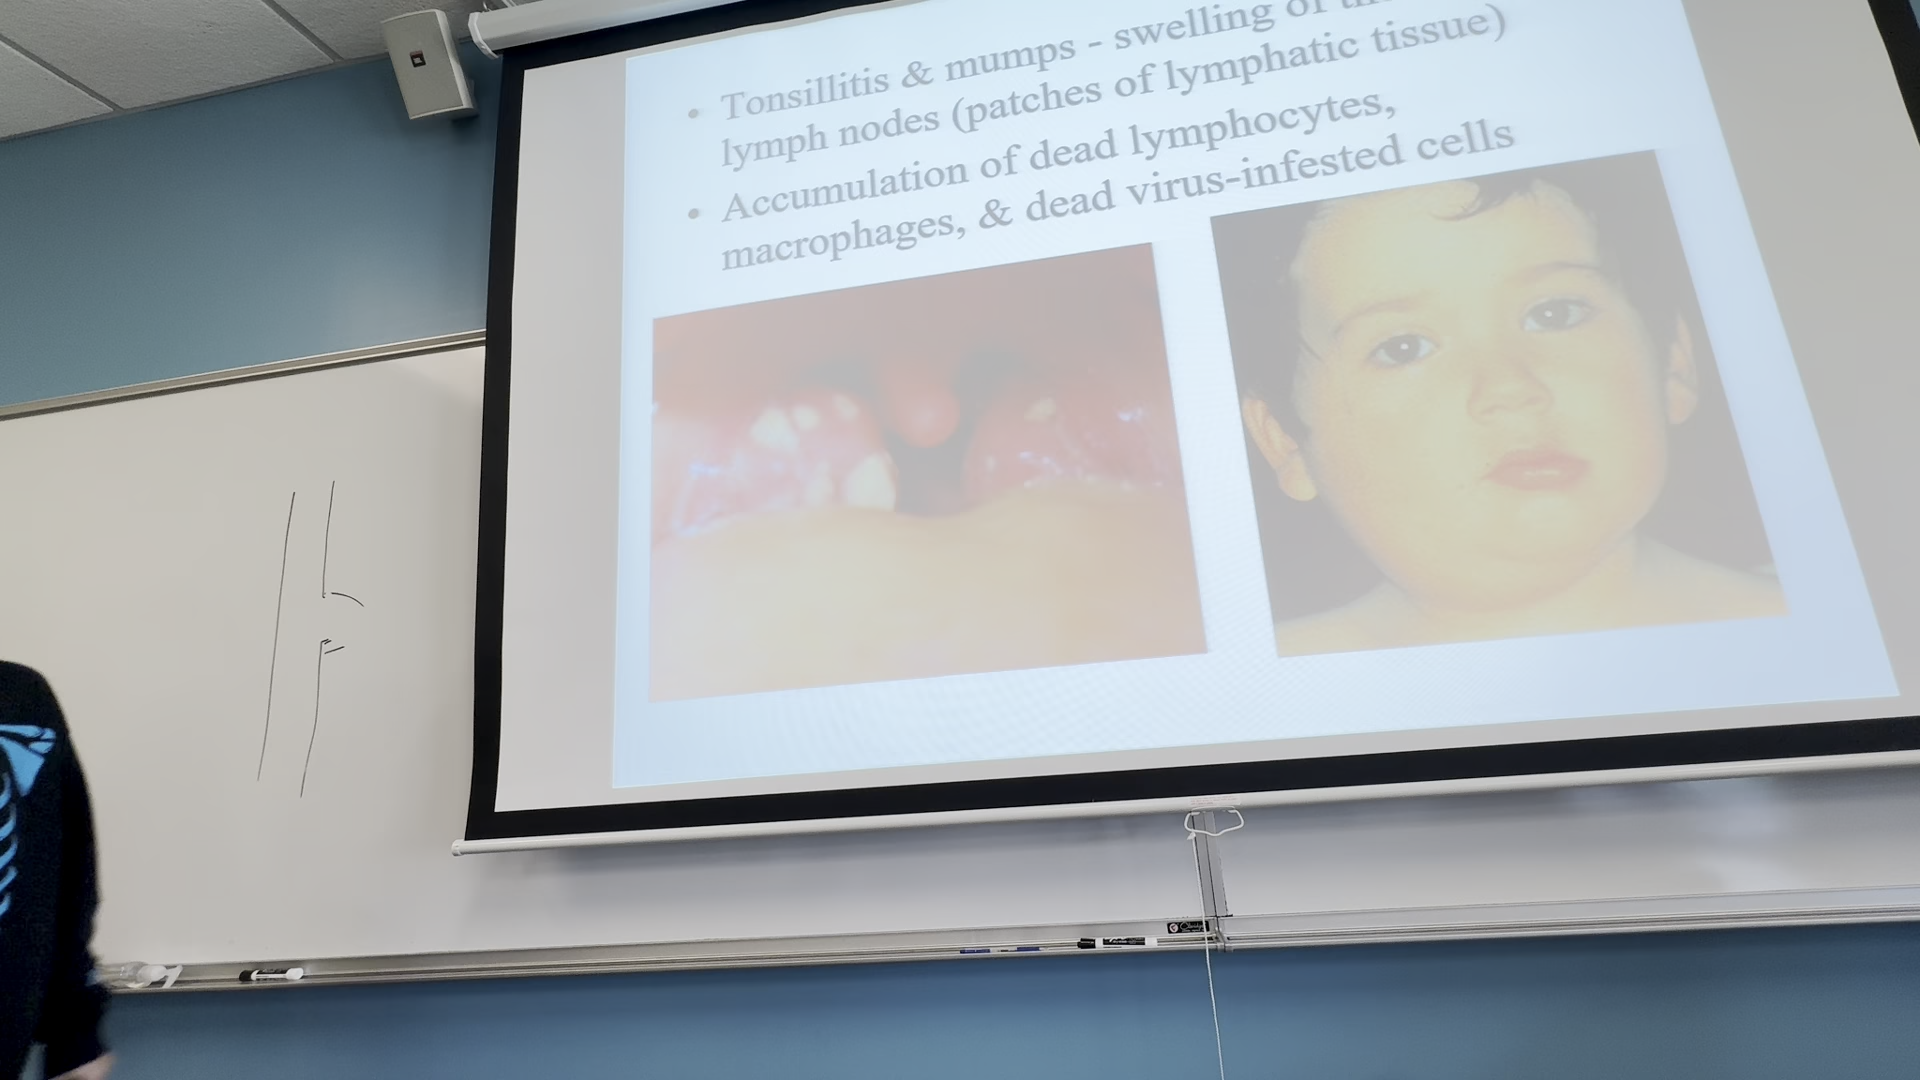 • Tonsillitis & mumps - swelling of
lymph nodes (patches of lymphatic tissue)
• Accumulation of dead lymphocytes,
macrophages, & dead virus-infested cells